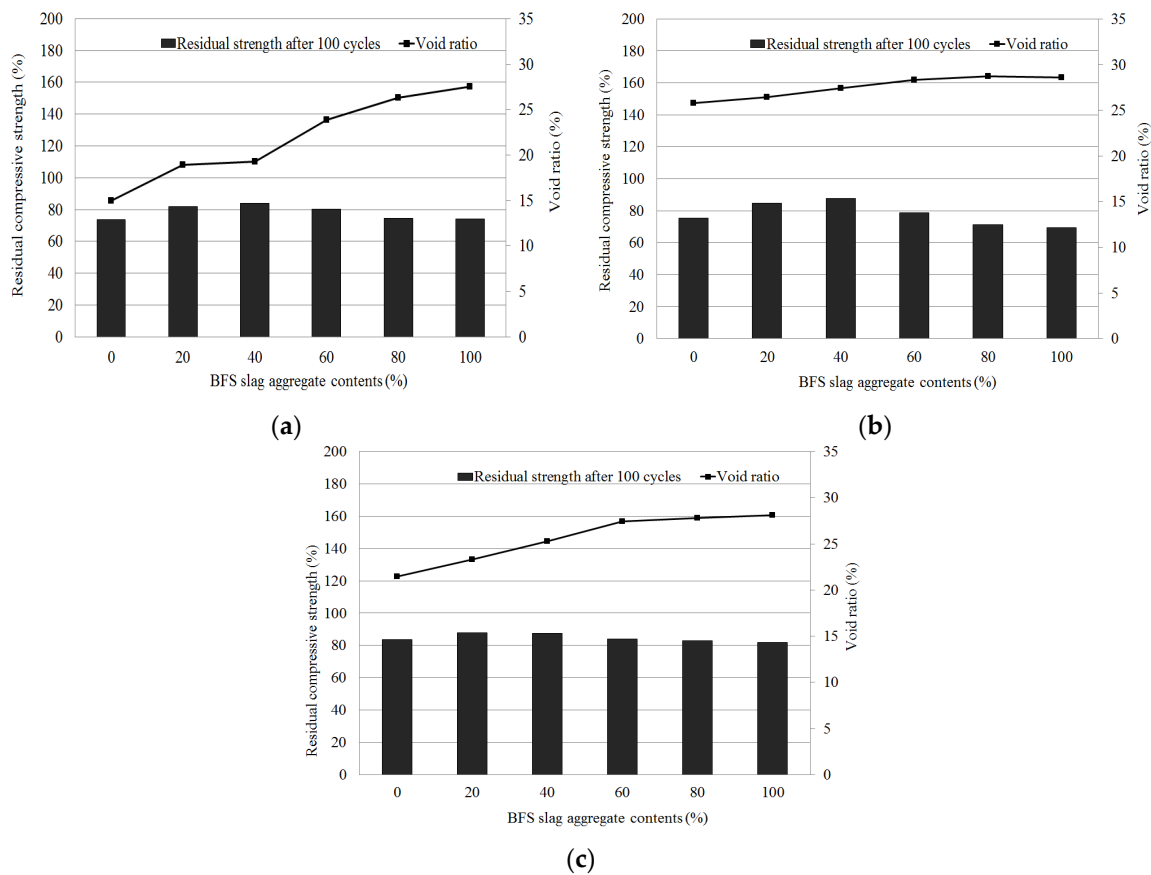 200
180
160
140
120
100
80
60
40
20
0
Residual compressive strength (%)
Residual strength after 100 cycles
Void ratio
35
30
25
20
15
10
5
0
Void ratio (%)
0 20 40 60 80 100
BFS slag aggregate contents (%)
(a)
200
180
160
140
120
100
80
60
40
20
0
Residual compressive strength (%)
Residual strength after 100 cycles
Void ratio
35
30
25
20
15
10
5
0
Void ratio (%)
0 20 40 60 80 100
BFS slag aggregate contents (%)
(b)
200
180
160
140
120
100
80
60
40
20
0
Residual compressive strength (%)
Residual strength after 100 cycles
Void ratio
35
30
25
20
15
10
5
0
Void ratio (%)
0 20 40 60 80 100
BFS slag aggregate contents (%)
(c)